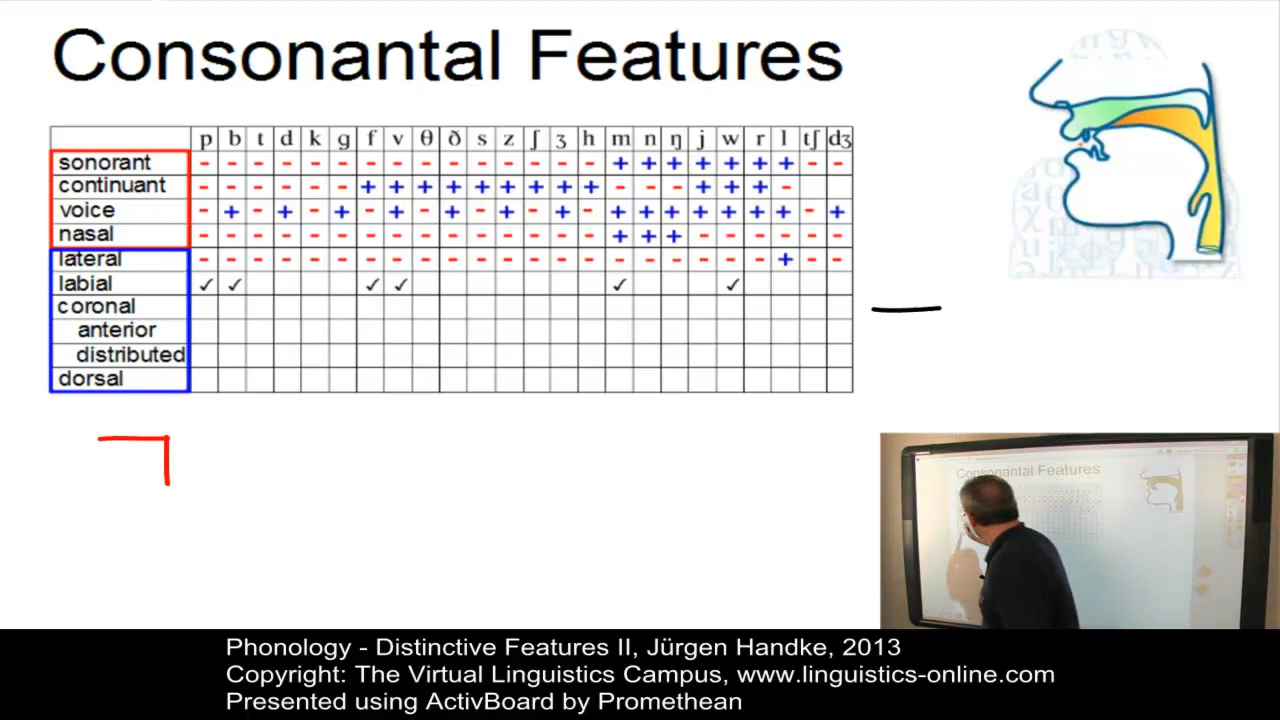 Consonantal Features
p b t d k g f v θ ð s z ʃ ʒ h m n ŋ j w r l tʃ dʒ
sonorant - - - - - - - - - - - - - - - + + + + + + + - -
continuant - - - - - - + + + + + + + + + - - - + + + -
voice - + - + - + - + - + - + - + - + + + + + + + - +
nasal - - - - - - - - - - - - - - - + + + - - - - - -
lateral - - - - - - - - - - - - - - - - - - - - - + - -
labial ✓ ✓ ✓ ✓ ✓ ✓
coronal
anterior
distributed
dorsal
Consonantal Features
Phonology - Distinctive Features II, Jürgen Handke, 2013
Copyright: The Virtual Linguistics Campus, www.linguistics-online.com
Presented using ActivBoard by Promethean